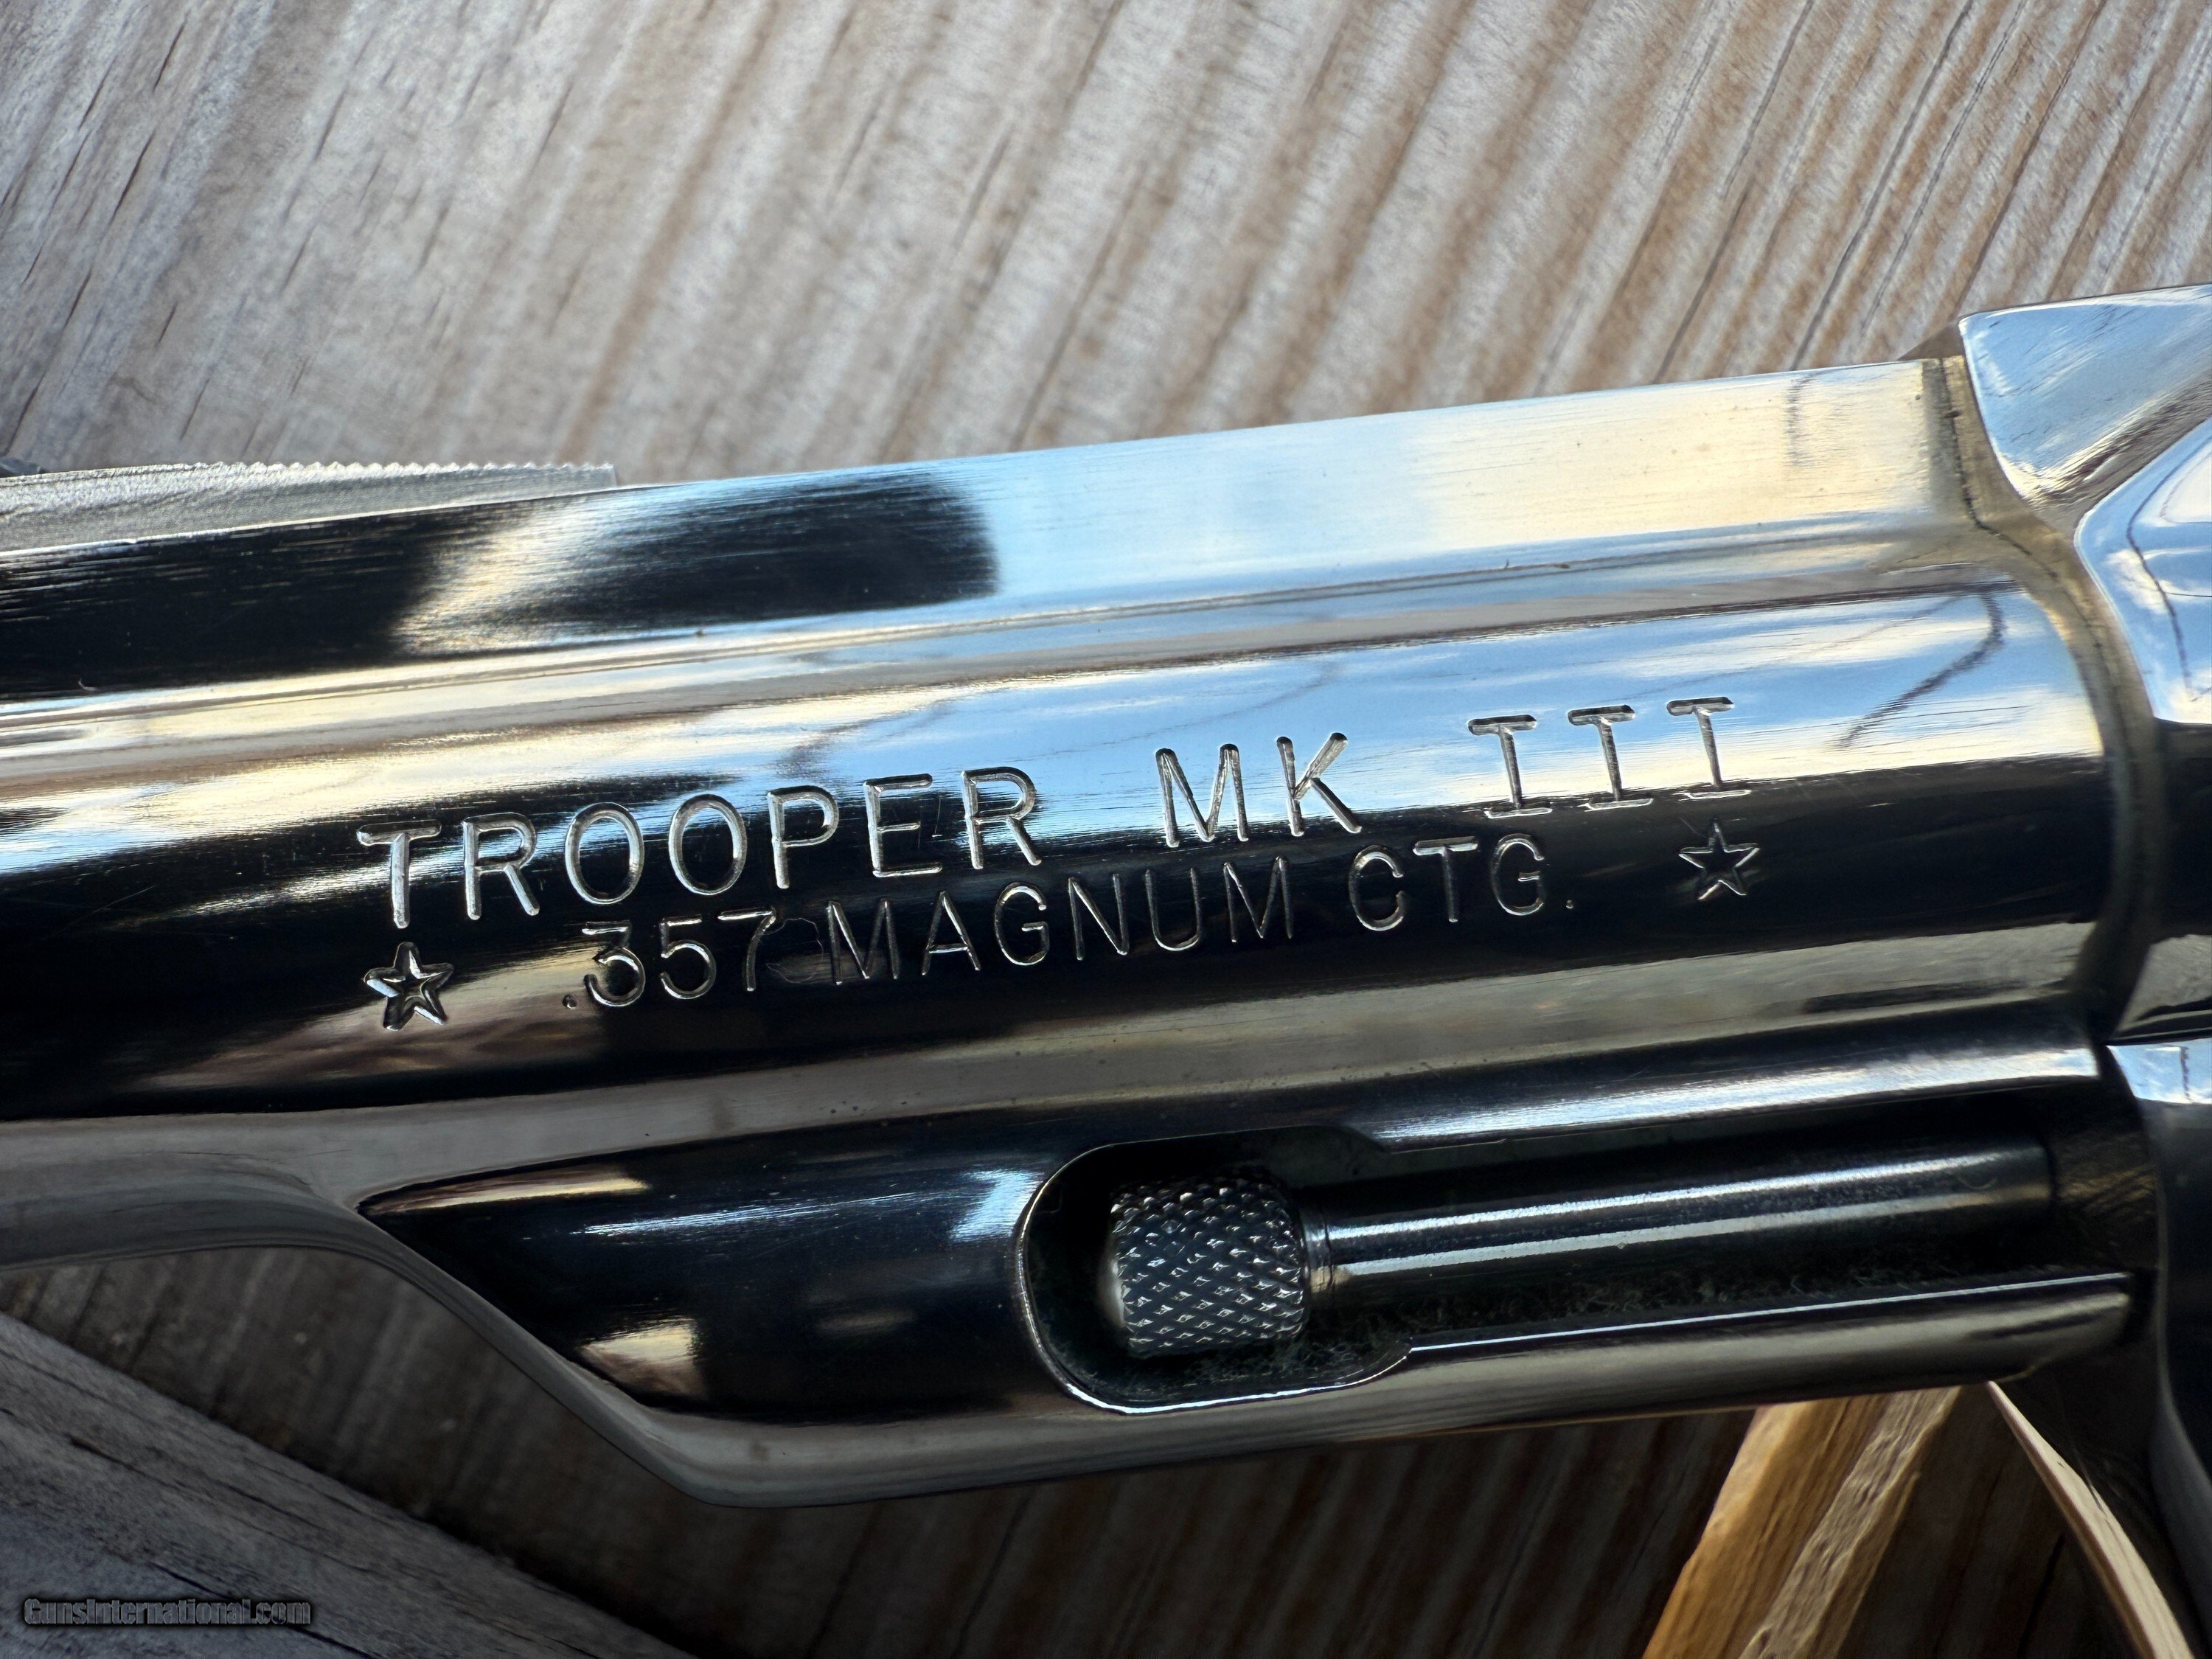 TROOPER MK III
☆ .357 MAGNUM CTG. ☆
GunsInternational.com